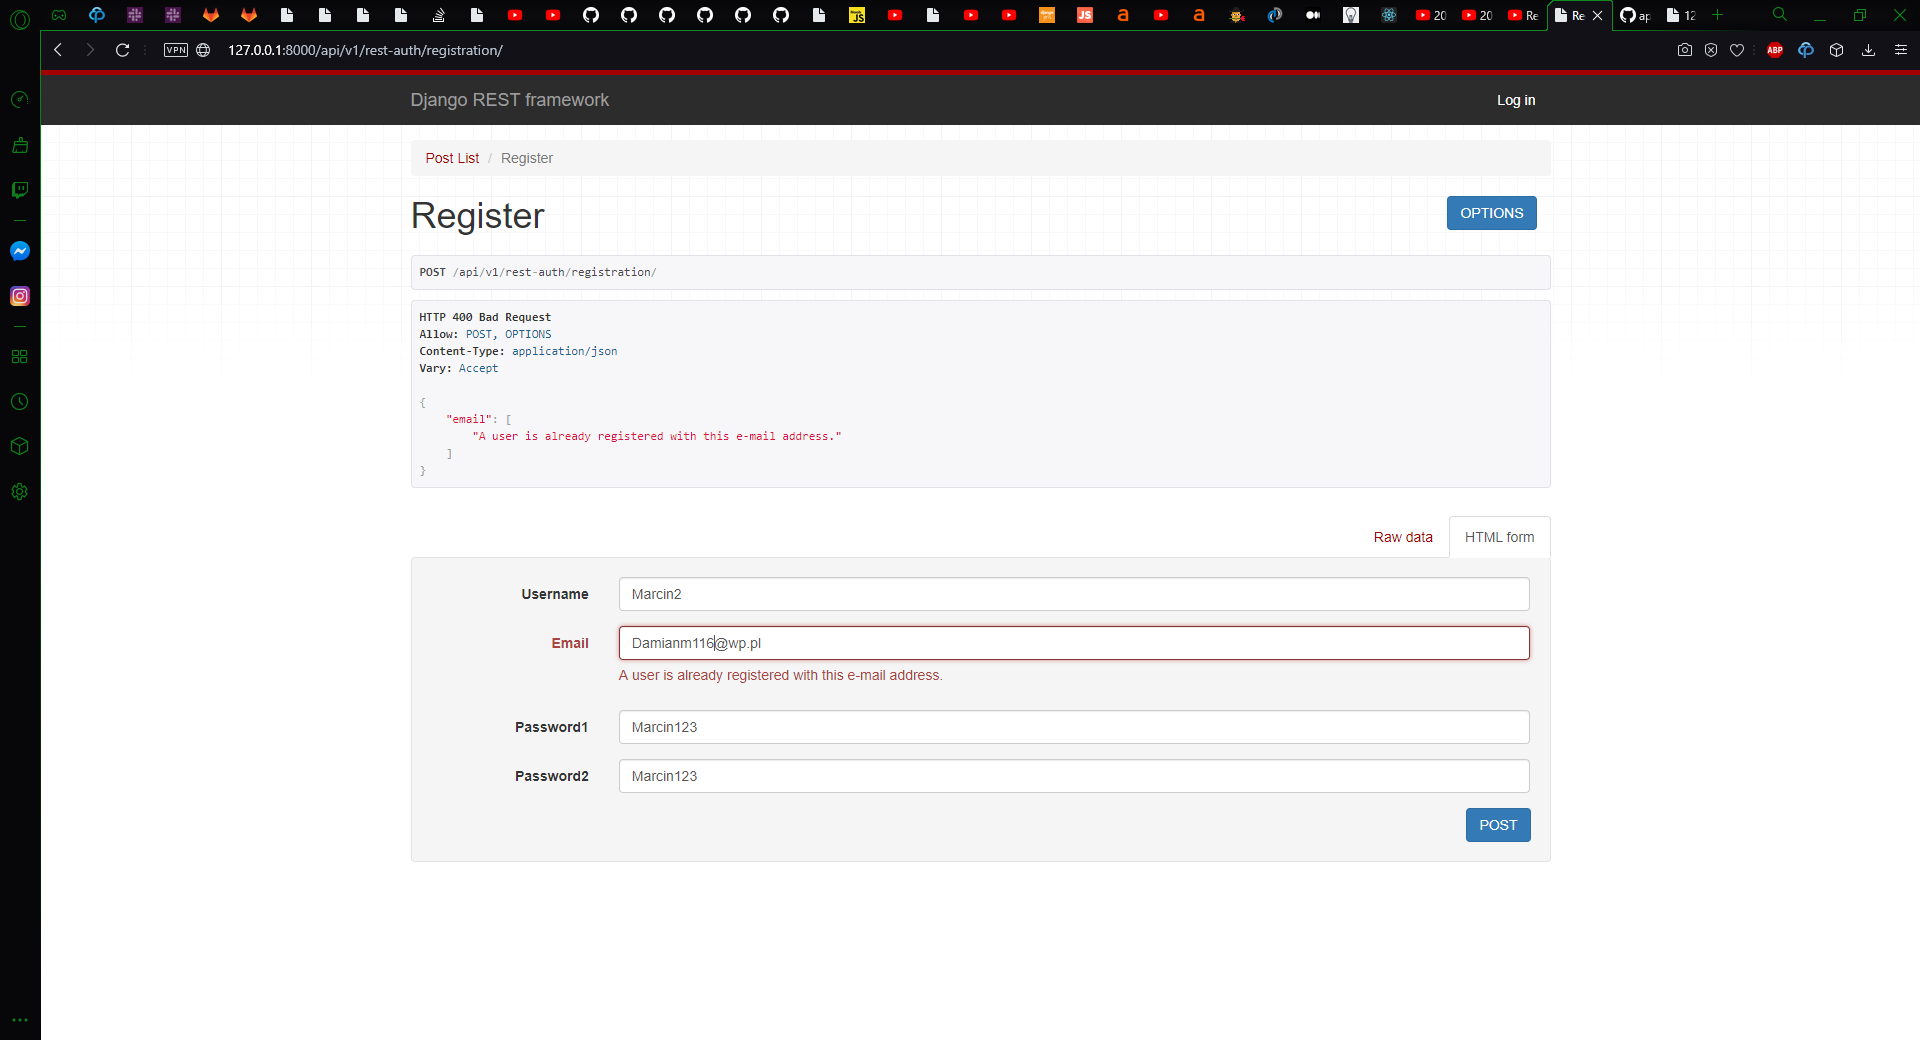 20
20
Re
Re
ap
12
VPN
127.0.0.1:8000/api/v1/rest-auth/registration/
ABP
Django REST framework
Log in
Post List / Register
Register
OPTIONS
POST /api/v1/rest-auth/registration/
HTTP 400 Bad Request
Allow: POST, OPTIONS
Content-Type: application/json
Vary: Accept
{
"email": [
"A user is already registered with this e-mail address."
]
}
Raw data
HTML form
Username
Marcin2
Email
Damianm116@wp.pl
A user is already registered with this e-mail address.
Password1
Marcin123
Password2
Marcin123
POST